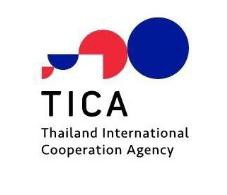 TICA
Thailand International
Cooperation Agency